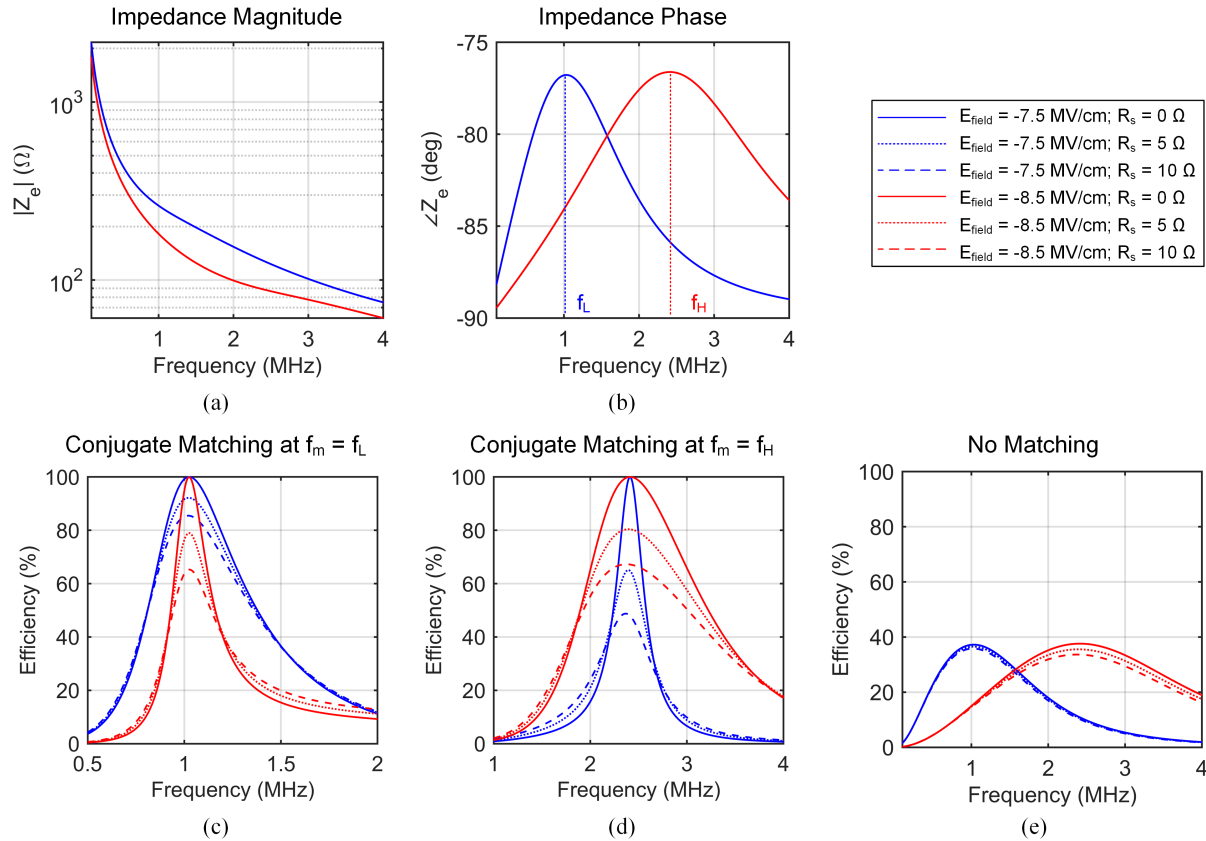 Impedance Magnitude
10³
10²
|Zₑ| (Ω)
1 2 3 4
Frequency (MHz)
(a)
Impedance Phase
-75
-80
-85
-90
∠Zₑ (deg)
f_L
f_H
1 2 3 4
Frequency (MHz)
(b)
E_field = -7.5 MV/cm; R_s = 0 Ω
E_field = -7.5 MV/cm; R_s = 5 Ω
E_field = -7.5 MV/cm; R_s = 10 Ω
E_field = -8.5 MV/cm; R_s = 0 Ω
E_field = -8.5 MV/cm; R_s = 5 Ω
E_field = -8.5 MV/cm; R_s = 10 Ω
Conjugate Matching at f_m = f_L
100
80
60
40
20
0
Efficiency (%)
0.5 1 1.5 2
Frequency (MHz)
(c)
Conjugate Matching at f_m = f_H
100
80
60
40
20
0
Efficiency (%)
1 2 3 4
Frequency (MHz)
(d)
No Matching
100
80
60
40
20
0
Efficiency (%)
1 2 3 4
Frequency (MHz)
(e)